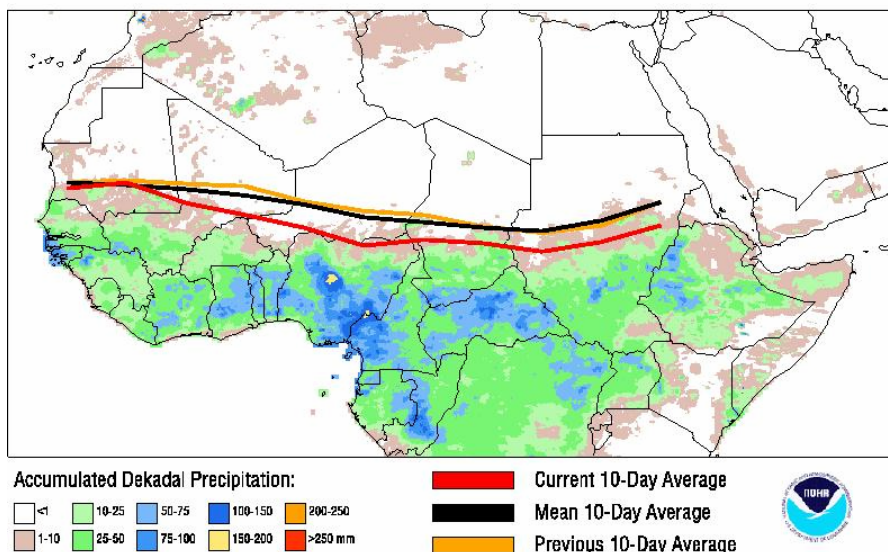 Accumulated Dekadal Precipitation:
<1 10-25 50-75 100-150 200-250
1-10 25-50 75-100 150-200 >250 mm
Current 10-Day Average
Mean 10-Day Average
Previous 10-Day Average